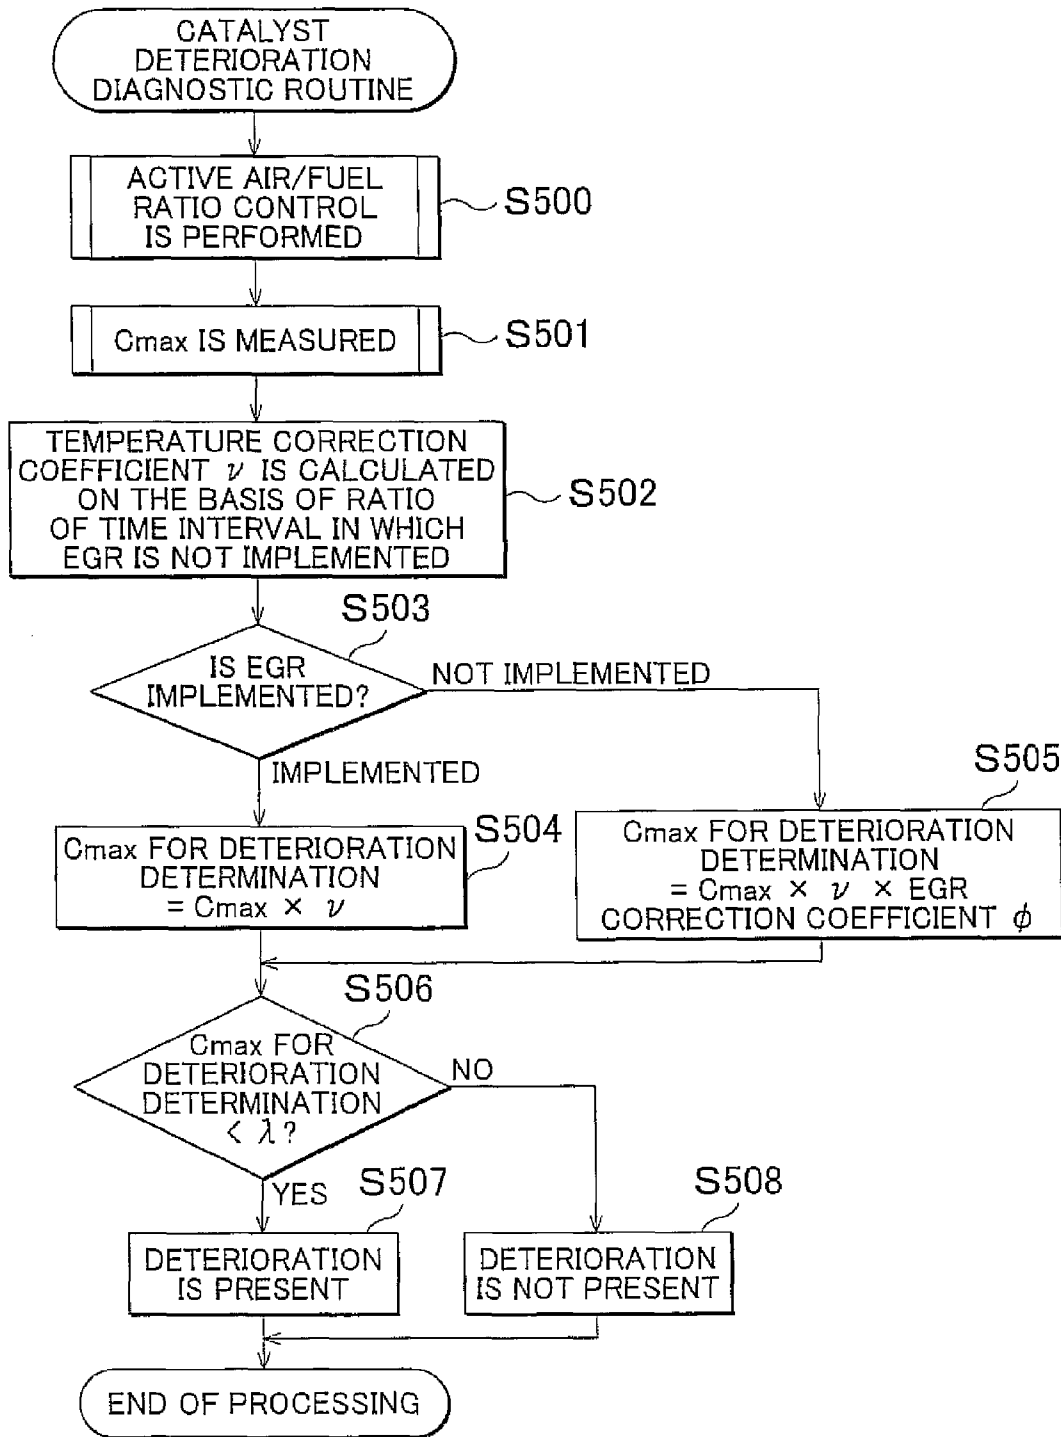 CATALYST
DETERIORATION
DIAGNOSTIC ROUTINE
ACTIVE AIR/FUEL
RATIO CONTROL
IS PERFORMED
S500
Cmax IS MEASURED
S501
TEMPERATURE CORRECTION
COEFFICIENT ν IS CALCULATED
ON THE BASIS OF RATIO
OF TIME INTERVAL IN WHICH
EGR IS NOT IMPLEMENTED
S502
S503
IS EGR
IMPLEMENTED?
NOT IMPLEMENTED
IMPLEMENTED
S504
Cmax FOR DETERIORATION
DETERMINATION
= Cmax × ν
S505
Cmax FOR DETERIORATION
DETERMINATION
= Cmax × ν × EGR
CORRECTION COEFFICIENT ϕ
S506
Cmax FOR
DETERIORATION
DETERMINATION
< λ?
NO
YES
S507
DETERIORATION
IS PRESENT
S508
DETERIORATION
IS NOT PRESENT
END OF PROCESSING